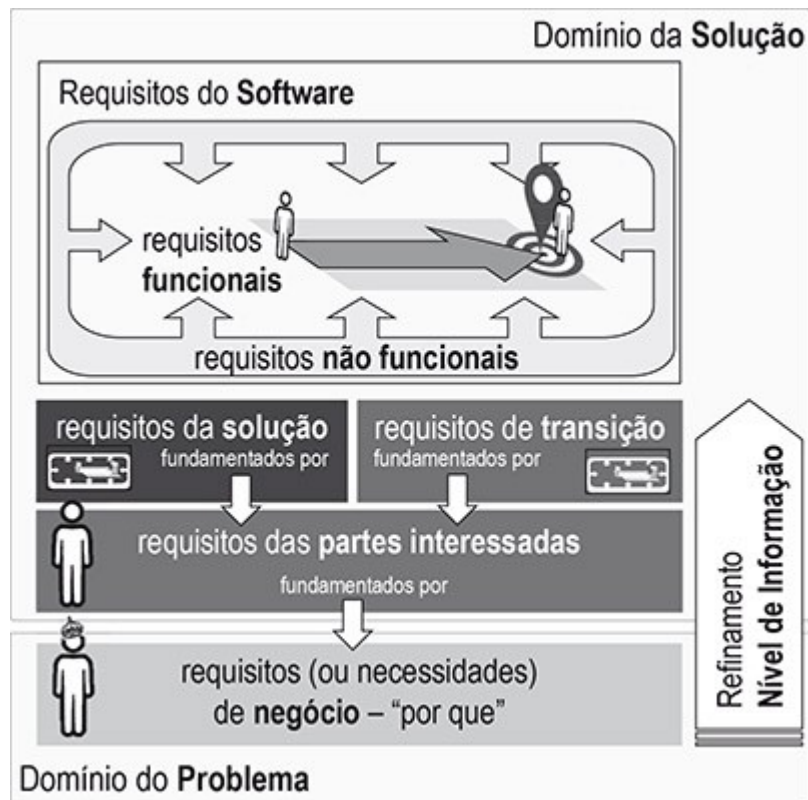 Domínio da Solução
Requisitos do Software
requisitos
funcionais
requisitos não funcionais
requisitos da solução
fundamentados por
requisitos de transição
fundamentados por
requisitos das partes interessadas
fundamentados por
requisitos (ou necessidades)
de negócio – “por que”
Refinamento
Nível de Informação
Domínio do Problema